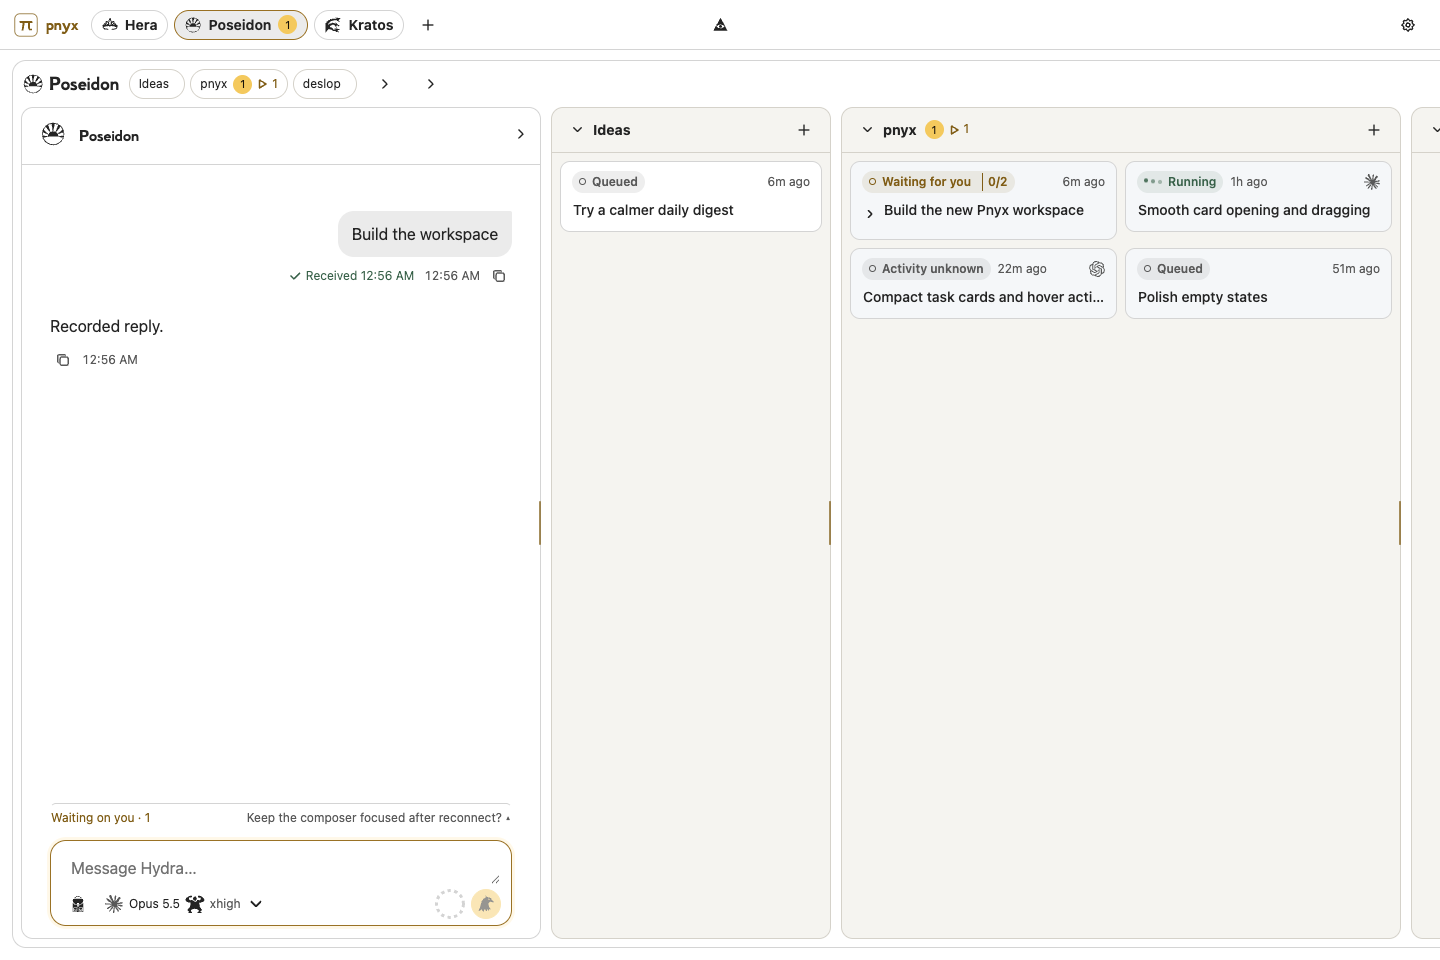 π pnyx Hera Poseidon 1 Kratos
Poseidon Ideas pnyx 1 1 deslop
Poseidon
Build the workspace
Received 12:56 AM 12:56 AM
Recorded reply.
12:56 AM
Waiting on you · 1 Keep the composer focused after reconnect?
Message Hydra...
Opus 5.5 xhigh
Ideas
Queued 6m ago
Try a calmer daily digest
pnyx 1 1
Waiting for you 0/2 6m ago
Build the new Pnyx workspace
Running 1h ago
Smooth card opening and dragging
Activity unknown 22m ago
Compact task cards and hover acti...
Queued 51m ago
Polish empty states